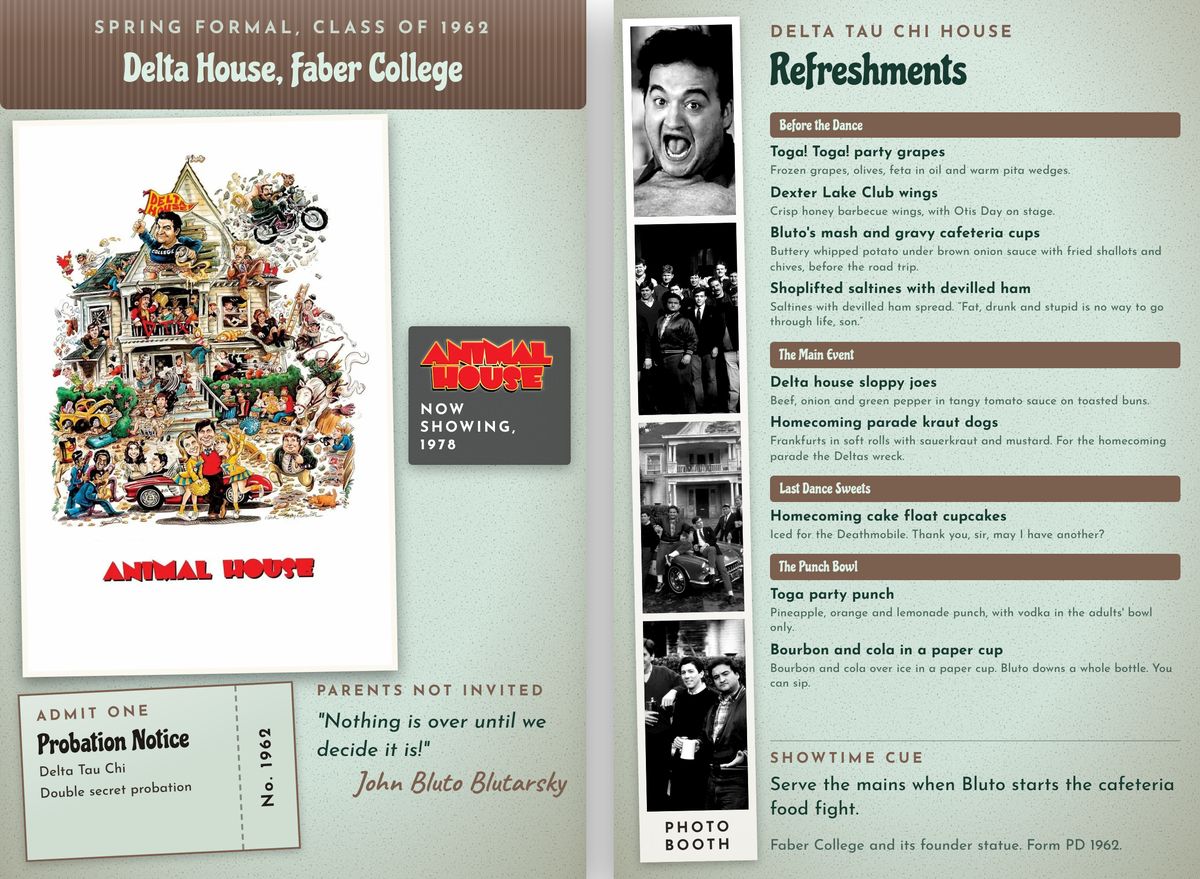 SPRING FORMAL, CLASS OF 1962
Delta House, Faber College
DELTA
HOUSE
COLLEGE
ANIMAL HOUSE
ANIMAL
HOUSE
NOW
SHOWING,
1978
ADMIT ONE
Probation Notice
Delta Tau Chi
Double secret probation
No. 1962
PARENTS NOT INVITED
"Nothing is over until we
decide it is!"
John Bluto Blutarsky
PHOTO
BOOTH
DELTA TAU CHI HOUSE
Refreshments
Before the Dance
Toga! Toga! party grapes
Frozen grapes, olives, feta in oil and warm pita wedges.
Dexter Lake Club wings
Crisp honey barbecue wings, with Otis Day on stage.
Bluto's mash and gravy cafeteria cups
Buttery whipped potato under brown onion sauce with fried shallots and
chives, before the road trip.
Shoplifted saltines with devilled ham
Saltines with devilled ham spread. “Fat, drunk and stupid is no way to go
through life, son.”
The Main Event
Delta house sloppy joes
Beef, onion and green pepper in tangy tomato sauce on toasted buns.
Homecoming parade kraut dogs
Frankfurts in soft rolls with sauerkraut and mustard. For the homecoming
parade the Deltas wreck.
Last Dance Sweets
Homecoming cake float cupcakes
Iced for the Deathmobile. Thank you, sir, may I have another?
The Punch Bowl
Toga party punch
Pineapple, orange and lemonade punch, with vodka in the adults' bowl
only.
Bourbon and cola in a paper cup
Bourbon and cola over ice in a paper cup. Bluto downs a whole bottle. You
can sip.
SHOWTIME CUE
Serve the mains when Bluto starts the cafeteria
food fight.
Faber College and its founder statue. Form PD 1962.